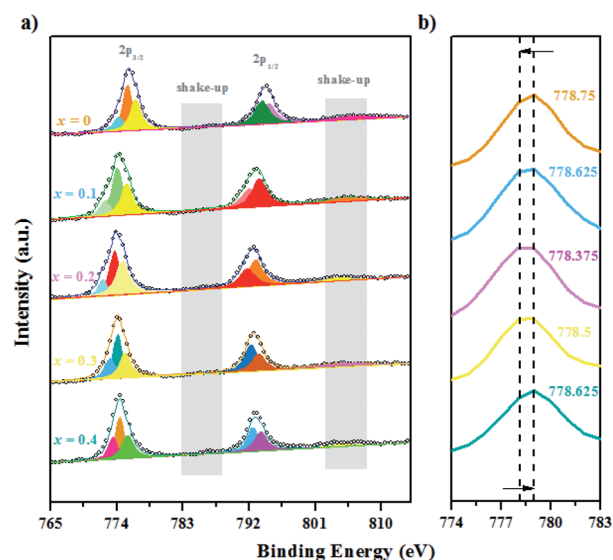 a)
b)
2p3/2
2p1/2
shake-up
shake-up
x = 0
x = 0.1
x = 0.2
x = 0.3
x = 0.4
778.75
778.625
778.375
778.5
778.625
Intensity (a.u.)
765 774 783 792 801 810
774 777 780 783
Binding Energy (eV)